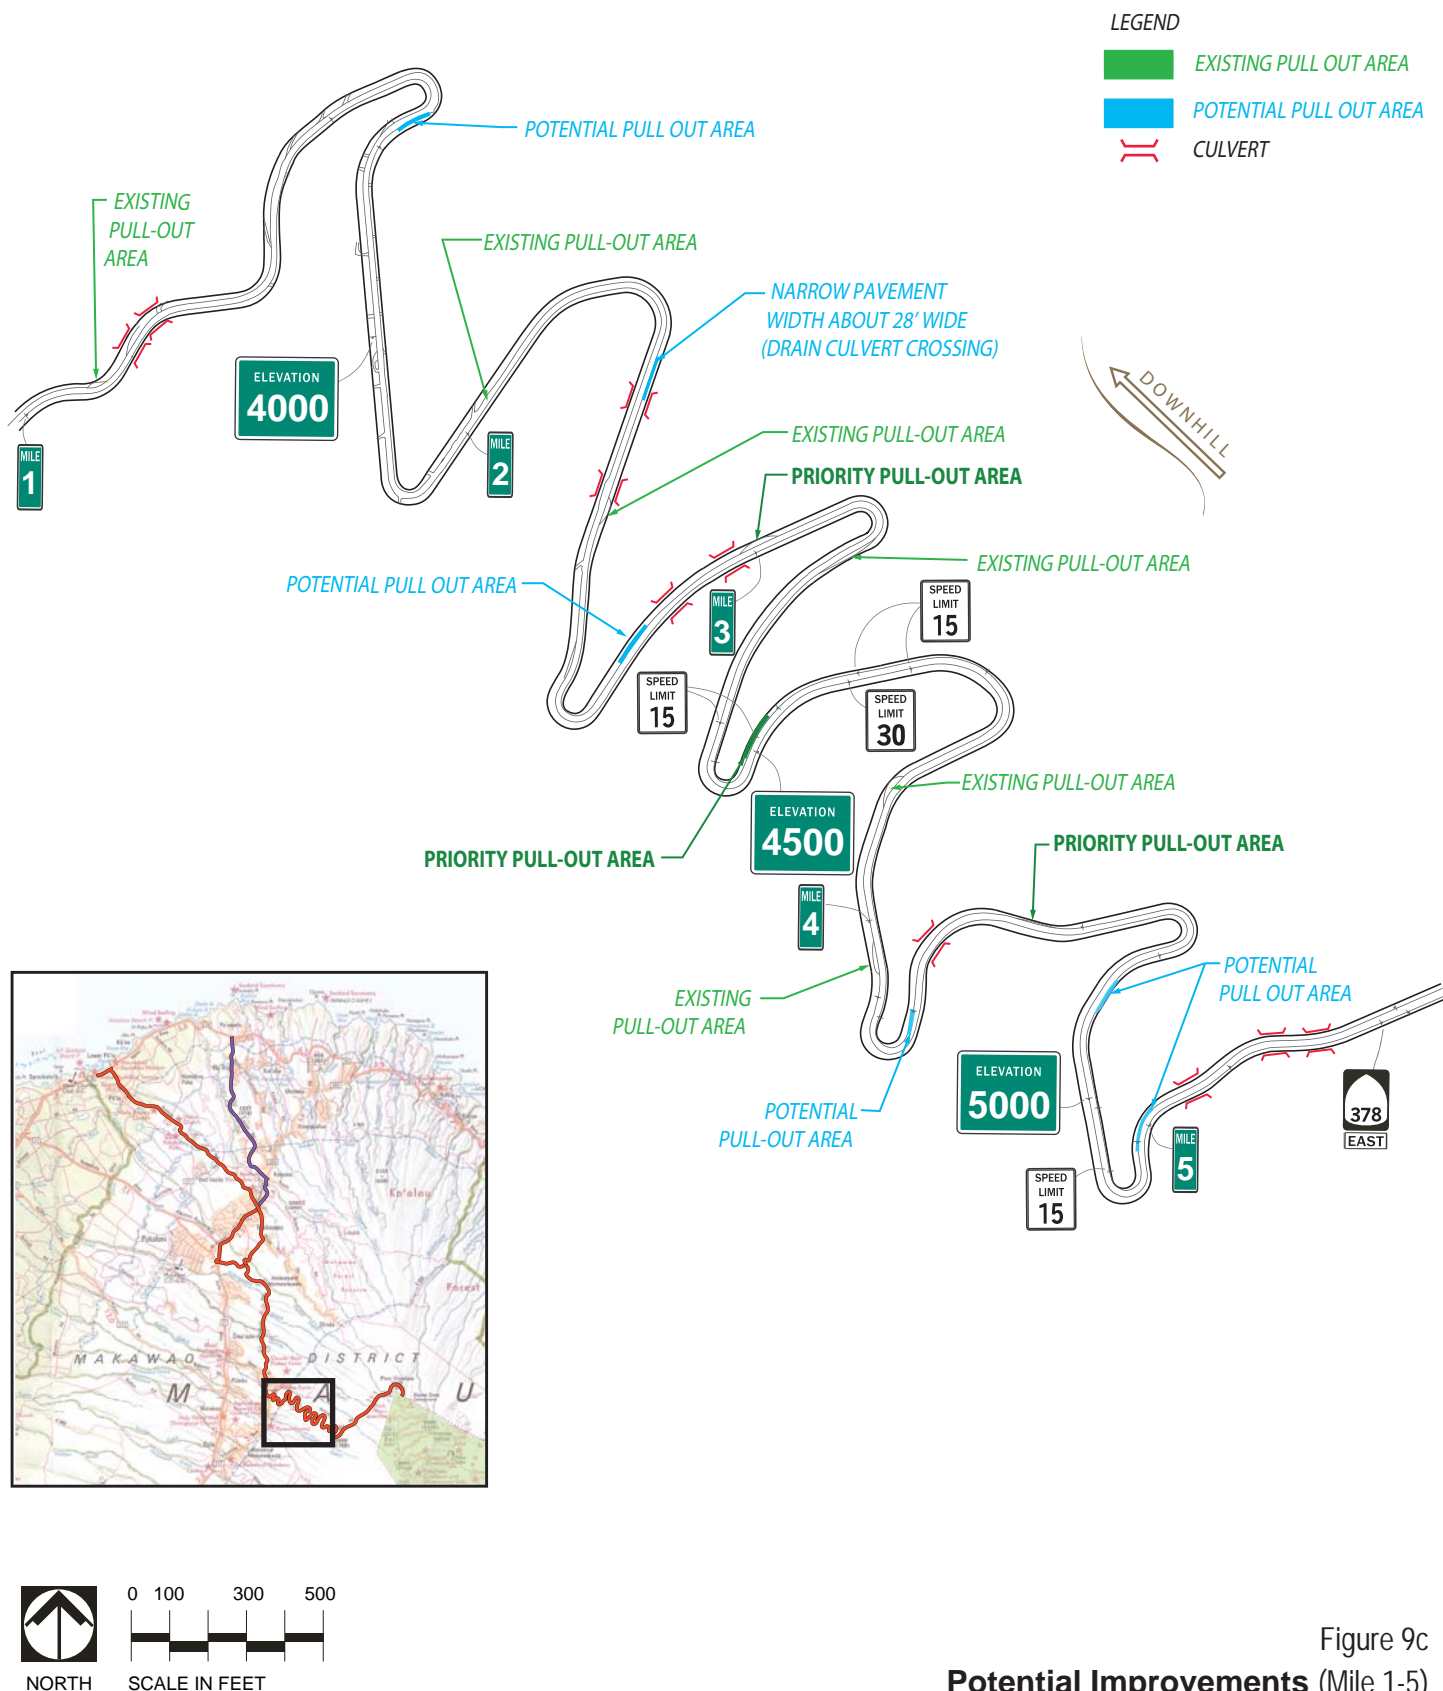 LEGEND
EXISTING PULL OUT AREA
POTENTIAL PULL OUT AREA
CULVERT
POTENTIAL PULL OUT AREA
EXISTING
PULL-OUT
AREA
EXISTING PULL-OUT AREA
NARROW PAVEMENT
WIDTH ABOUT 28' WIDE
(DRAIN CULVERT CROSSING)
ELEVATION
4000
DOWNHILL
MILE
1
MILE
2
EXISTING PULL-OUT AREA
PRIORITY PULL-OUT AREA
EXISTING PULL-OUT AREA
POTENTIAL PULL OUT AREA
MILE
3
SPEED
LIMIT
15
SPEED
LIMIT
15
SPEED
LIMIT
30
EXISTING PULL-OUT AREA
ELEVATION
4500
PRIORITY PULL-OUT AREA
PRIORITY PULL-OUT AREA
MILE
4
EXISTING
PULL-OUT AREA
POTENTIAL
PULL OUT AREA
POTENTIAL
PULL-OUT AREA
ELEVATION
5000
378
EAST
MILE
5
SPEED
LIMIT
15
Ko'olau
Forest
MAKAWAO DISTRICT
M A U
NORTH
0 100 300 500
SCALE IN FEET
Figure 9c
Potential Improvements (Mile 1-5)